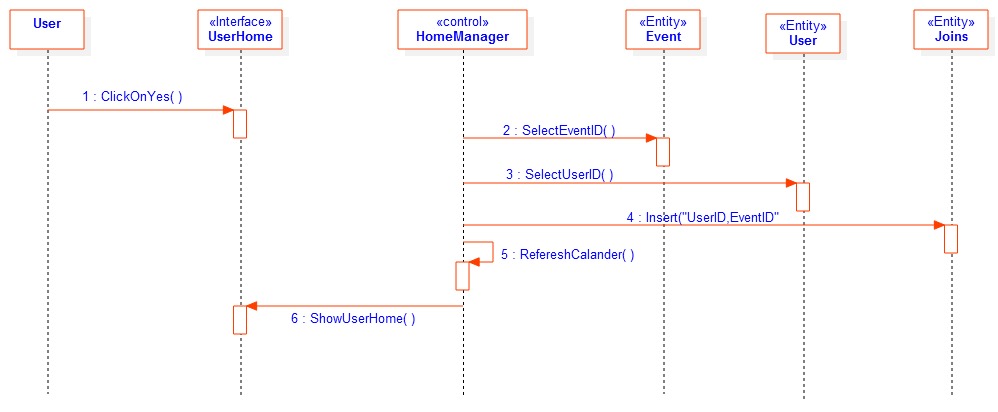 User
«Interface»
UserHome
«control»
HomeManager
«Entity»
Event
«Entity»
User
«Entity»
Joins
1 : ClickOnYes( )
2 : SelectEventID( )
3 : SelectUserID( )
4 : Insert("UserID,EventID"
5 : RefereshCalander( )
6 : ShowUserHome( )